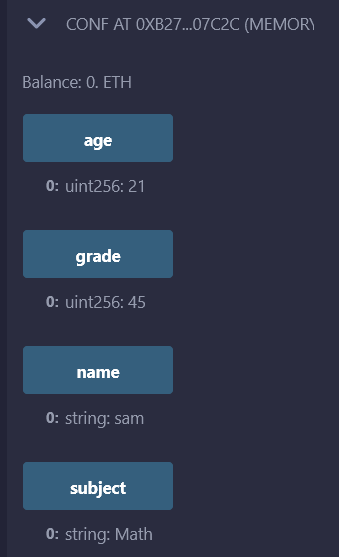 CONF AT 0XB27...07C2C (MEMORY
Balance: 0. ETH
age
0: uint256: 21
grade
0: uint256: 45
name
0: string: sam
subject
0: string: Math